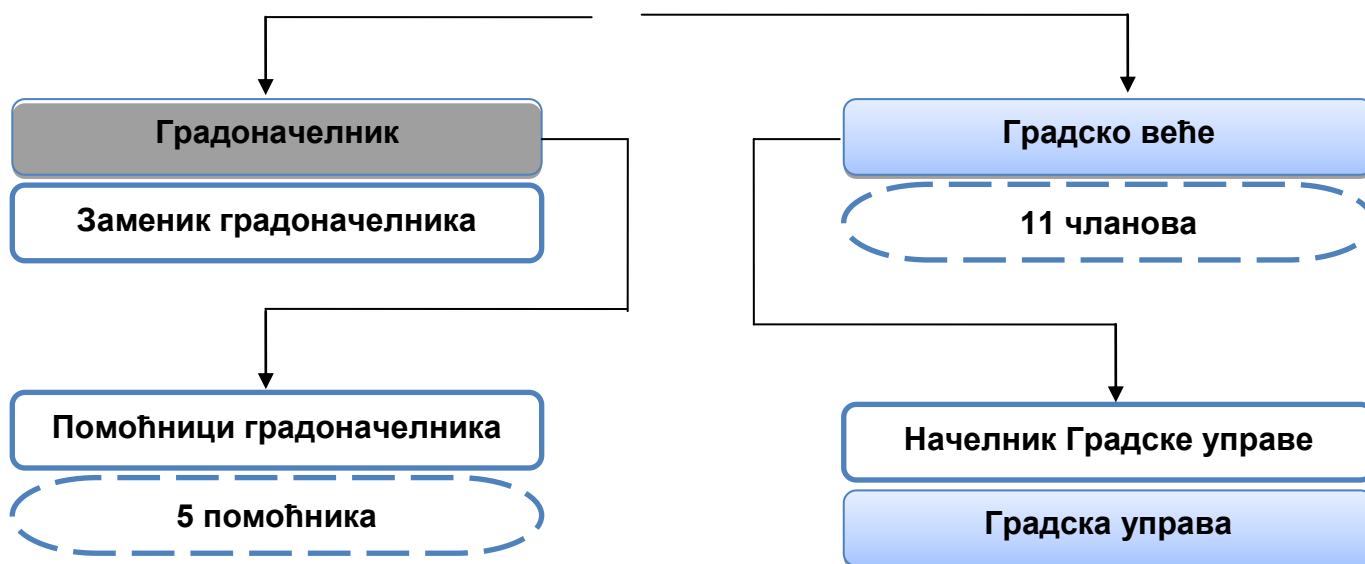 Градоначелник
Заменик градоначелника
Градско веће
11 чланова
Помоћници градоначелника
5 помоћника
Начелник Градске управе
Градска управа